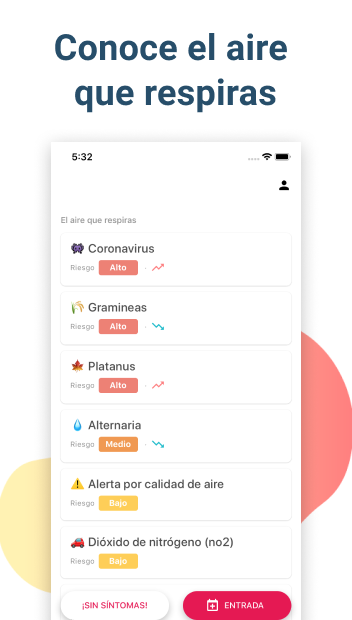 Conoce el aire
que respiras
5:32
El aire que respiras
Coronavirus
Riesgo Alto
Gramineas
Riesgo Alto
Platanus
Riesgo Alto
Alternaria
Riesgo Medio
Alerta por calidad de aire
Riesgo Bajo
Dióxido de nitrógeno (no2)
Riesgo Bajo
¡SIN SÍNTOMAS! ENTRADA